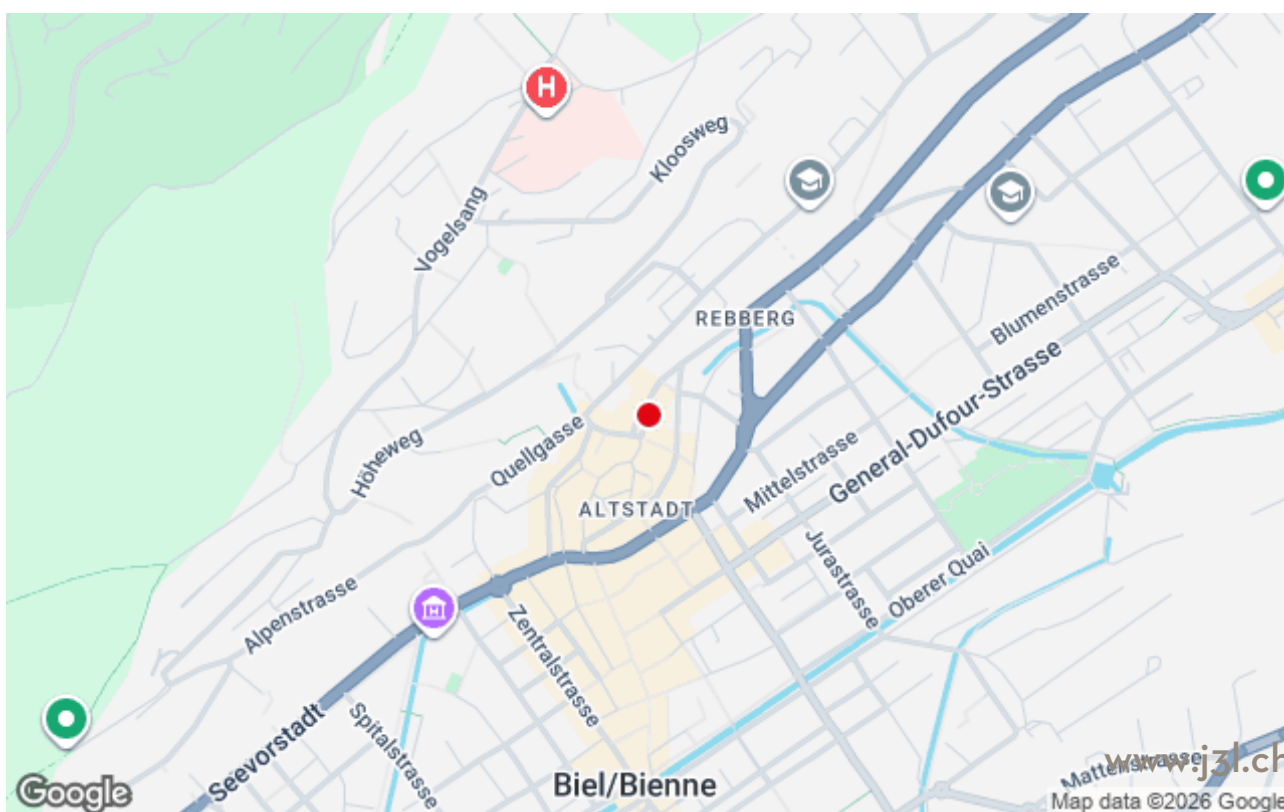 H
Kloosweg
Vogelsang
REBBERG
Blumenstrasse
General-Dufour-Strasse
Höheweg
Quellgasse
Mittelstrasse
ALTSTADT
Jurastrasse
Oberer Quai
Alpenstrasse
Zentralstrasse
Seevorstadt
Spitalstrasse
Biel/Bienne
Mattenstrasse
www.j3l.ch
Google
Map data ©2026 Google